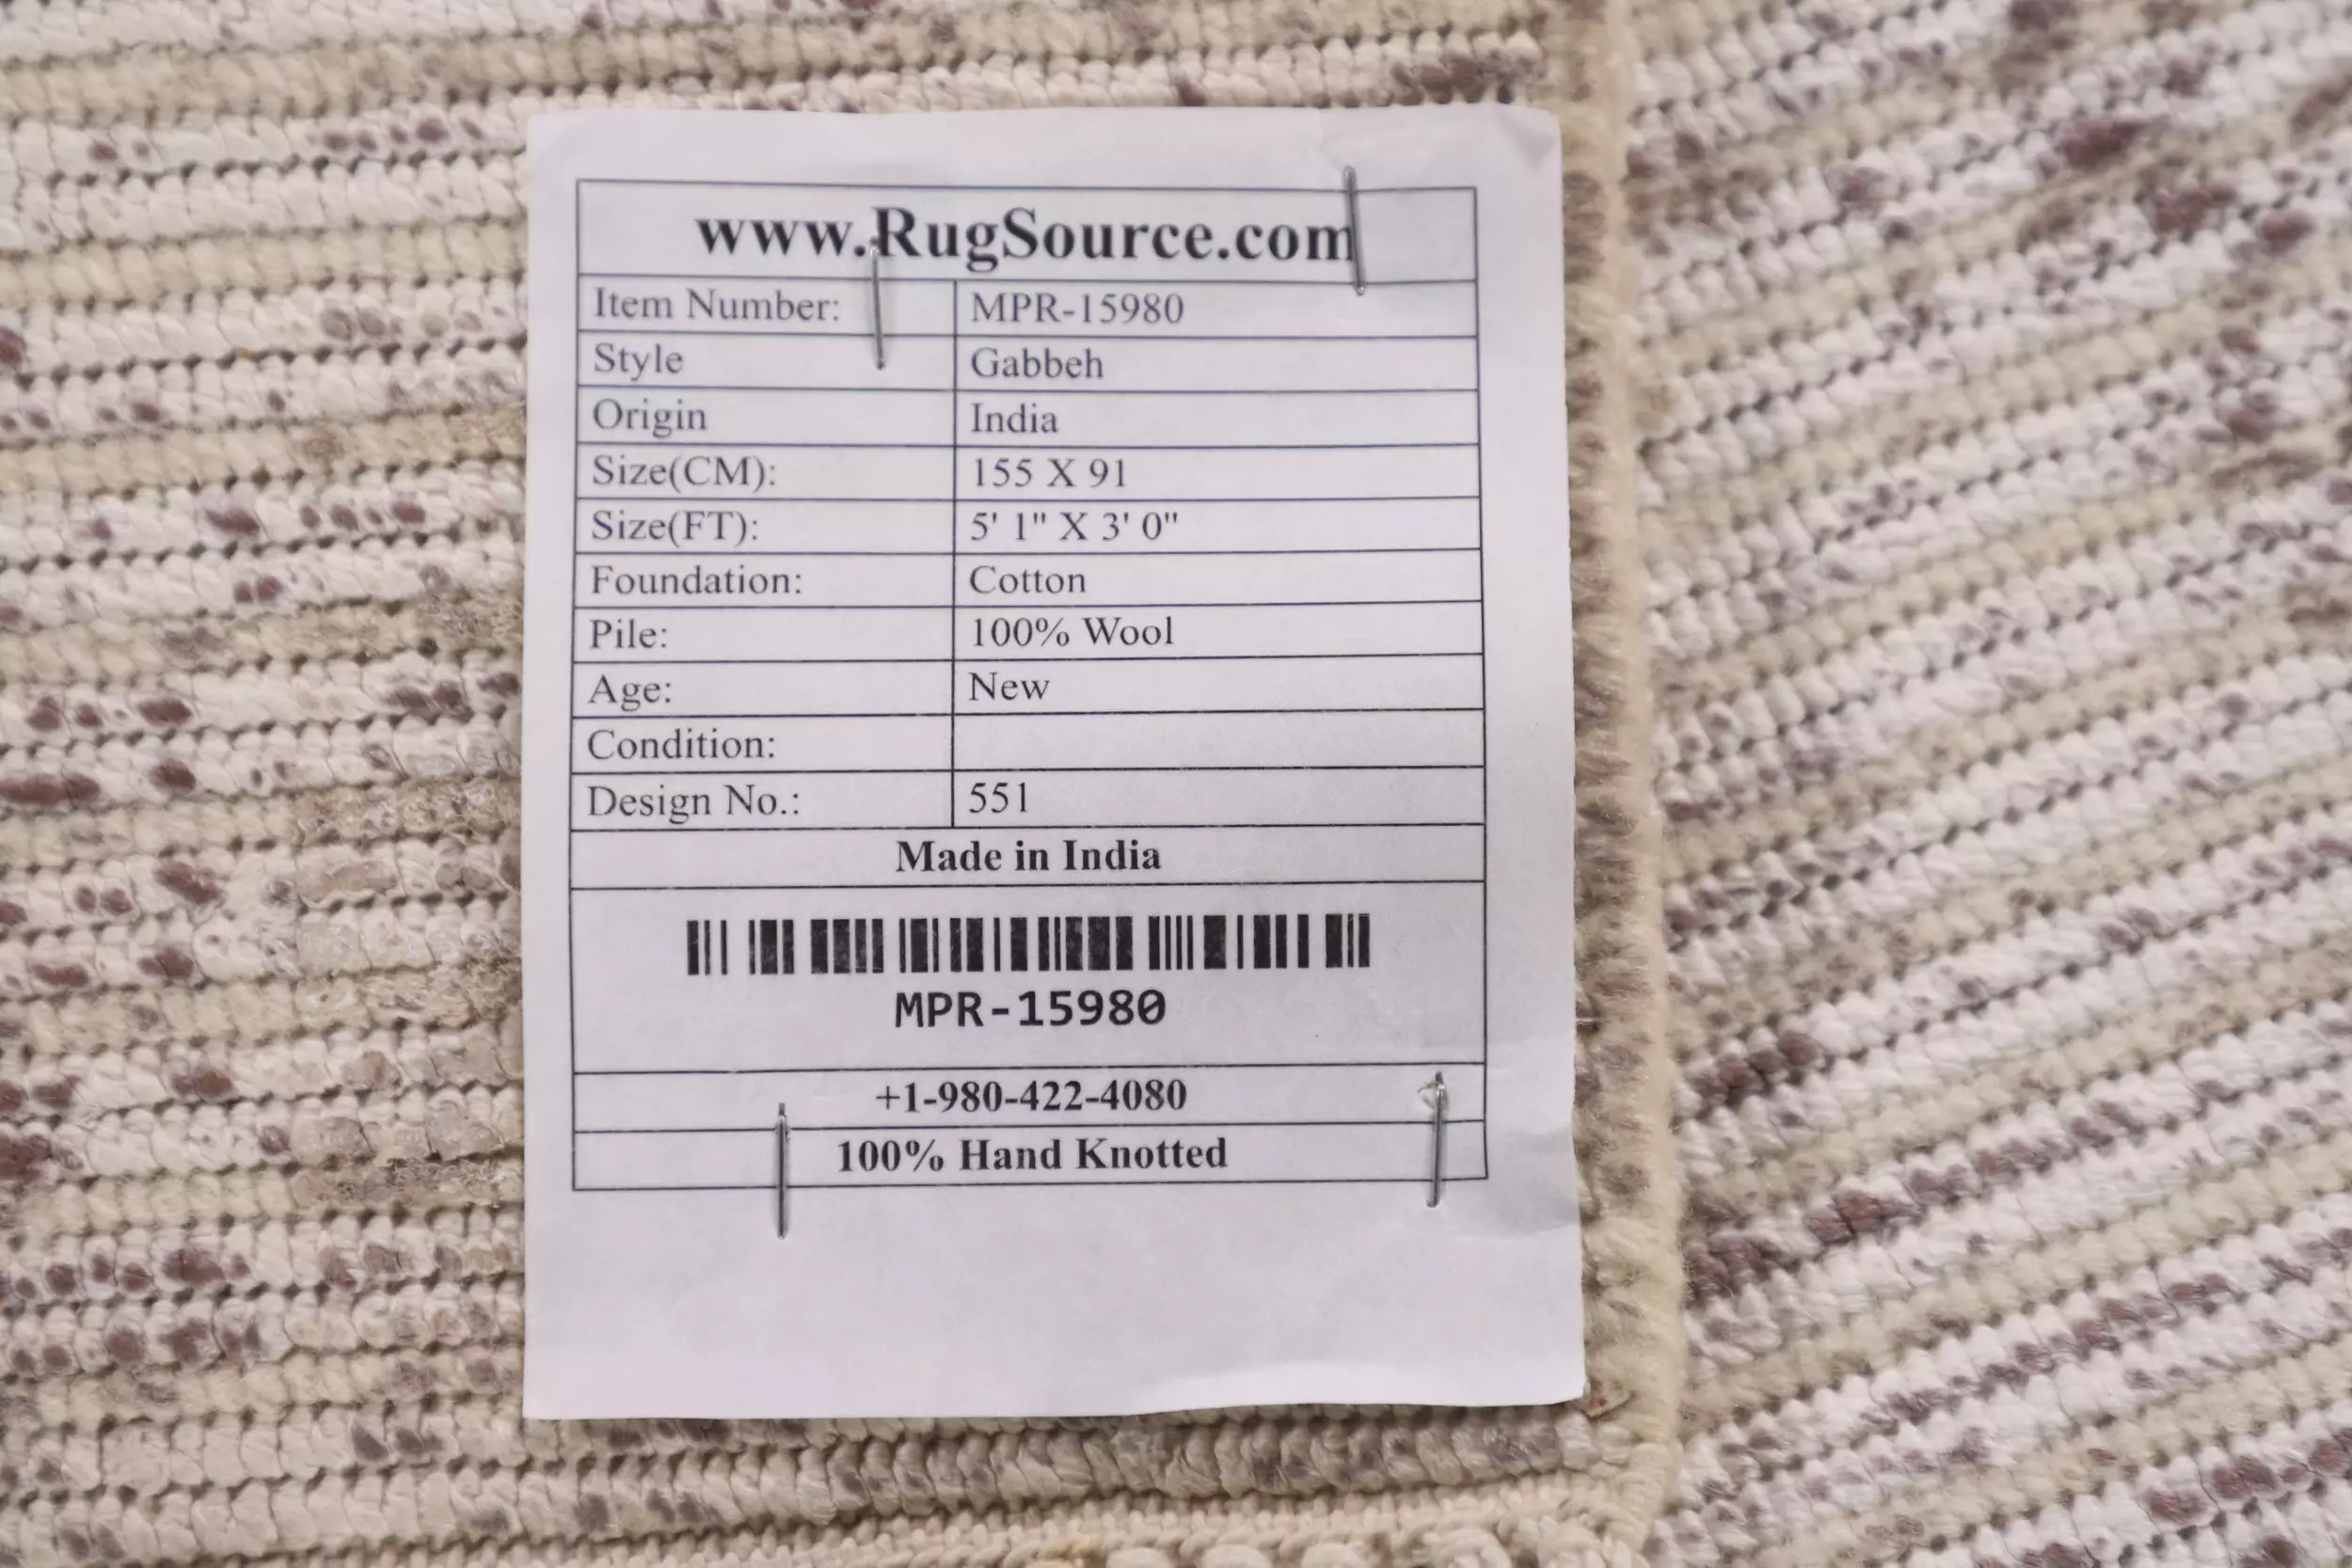 www.RugSource.com
Item Number: MPR-15980
Style Gabbeh
Origin India
Size(CM): 155 X 91
Size(FT): 5' 1" X 3' 0"
Foundation: Cotton
Pile: 100% Wool
Age: New
Condition:
Design No.: 551
Made in India
MPR-15980
+1-980-422-4080
100% Hand Knotted